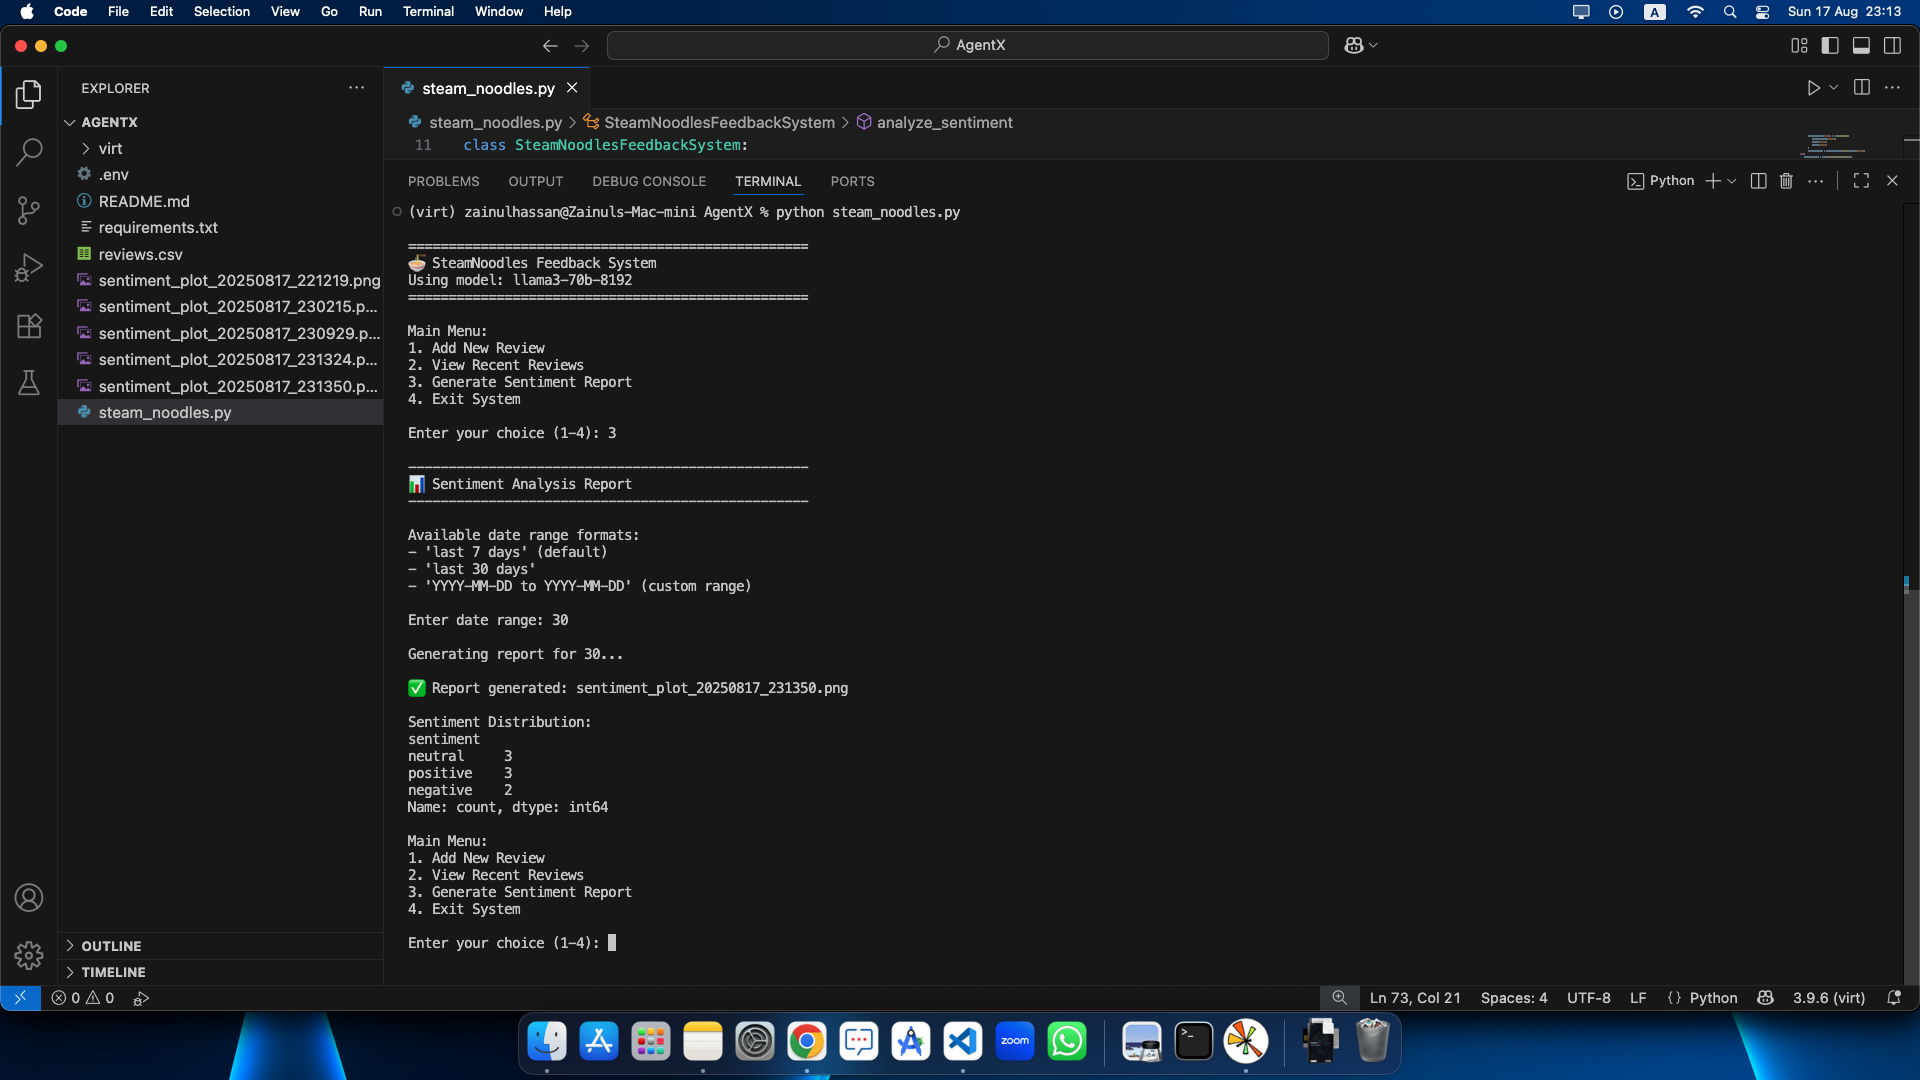 Code File Edit Selection View Go Run Terminal Window Help
A Sun 17 Aug 23:13
AgentX
EXPLORER
AGENTX
virt
.env
README.md
requirements.txt
reviews.csv
sentiment_plot_20250817_221219.png
sentiment_plot_20250817_230215.p...
sentiment_plot_20250817_230929.p...
sentiment_plot_20250817_231324.p...
sentiment_plot_20250817_231350.p...
steam_noodles.py
OUTLINE
TIMELINE
steam_noodles.py
steam_noodles.py > SteamNoodlesFeedbackSystem > analyze_sentiment
11 class SteamNoodlesFeedbackSystem:
PROBLEMS OUTPUT DEBUG CONSOLE TERMINAL PORTS
Python
(virt) zainulhassan@Zainuls-Mac-mini AgentX % python steam_noodles.py
==================================================
🍜 SteamNoodles Feedback System
Using model: llama3-70b-8192
==================================================
Main Menu:
1. Add New Review
2. View Recent Reviews
3. Generate Sentiment Report
4. Exit System
Enter your choice (1-4): 3
--------------------------------------------------
📊 Sentiment Analysis Report
--------------------------------------------------
Available date range formats:
- 'last 7 days' (default)
- 'last 30 days'
- 'YYYY-MM-DD to YYYY-MM-DD' (custom range)
Enter date range: 30
Generating report for 30...
✅ Report generated: sentiment_plot_20250817_231350.png
Sentiment Distribution:
sentiment
neutral 3
positive 3
negative 2
Name: count, dtype: int64
Main Menu:
1. Add New Review
2. View Recent Reviews
3. Generate Sentiment Report
4. Exit System
Enter your choice (1-4):
0 0
Ln 73, Col 21 Spaces: 4 UTF-8 LF {} Python 3.9.6 (virt)
zoom